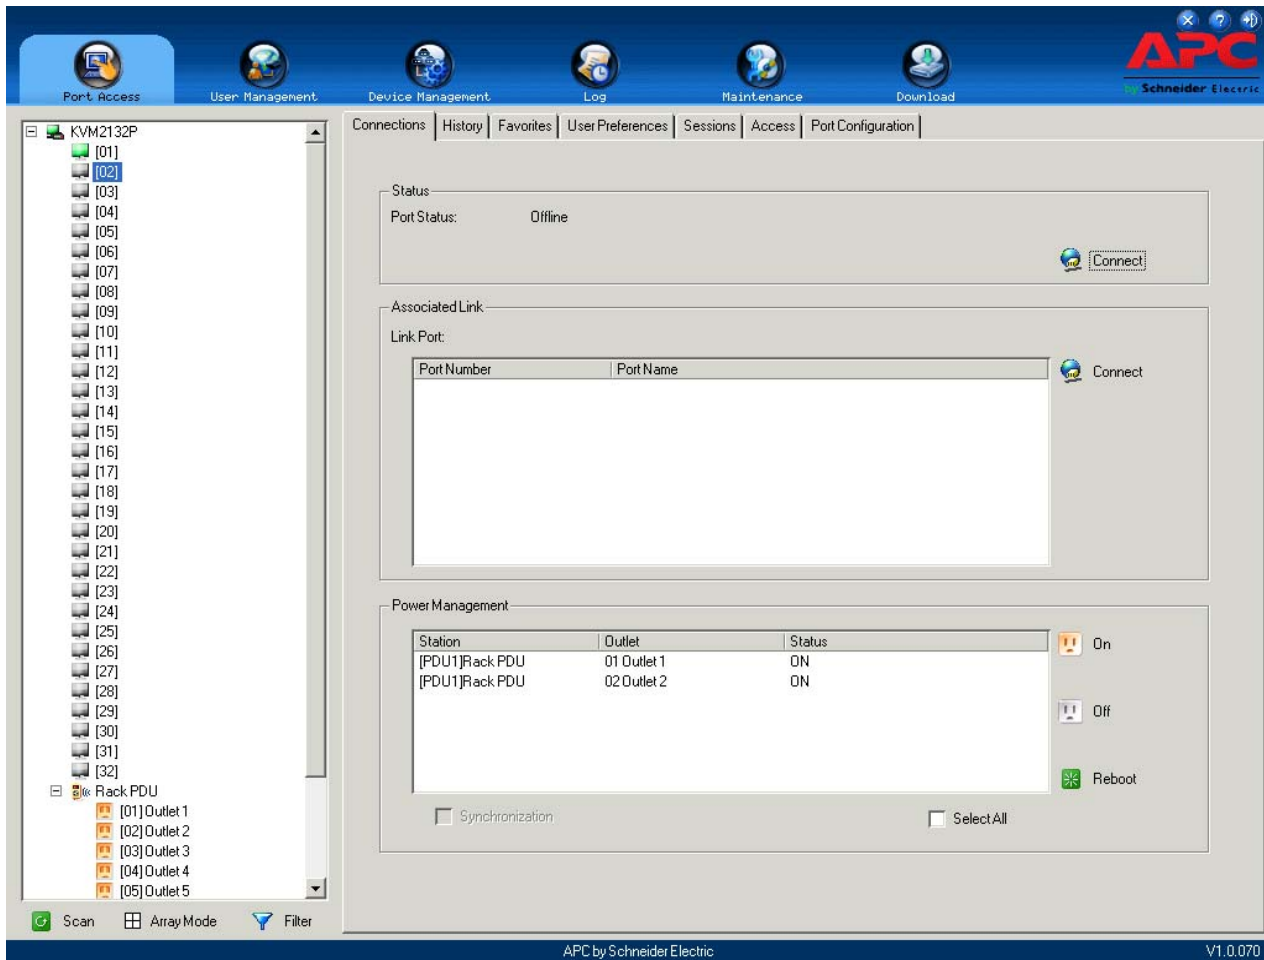 APC
by Schneider Electric
Port Access
User Management
Device Management
Log
Maintenance
Download
KVM2132P
[01]
[02]
[03]
[04]
[05]
[06]
[07]
[08]
[09]
[10]
[11]
[12]
[13]
[14]
[15]
[16]
[17]
[18]
[19]
[20]
[21]
[22]
[23]
[24]
[25]
[26]
[27]
[28]
[29]
[30]
[31]
[32]
Rack PDU
[01] Outlet 1
[02] Outlet 2
[03] Outlet 3
[04] Outlet 4
[05] Outlet 5
Scan
Array Mode
Filter
Connections
History
Favorites
User Preferences
Sessions
Access
Port Configuration
Status
Port Status: Offline
Connect
Associated Link
Link Port:
Port Number Port Name
Connect
Power Management
Station Outlet Status
[PDU1]Rack PDU 01 Outlet 1 ON
[PDU1]Rack PDU 02 Outlet 2 ON
On
Off
Reboot
Synchronization
Select All
APC by Schneider Electric
V1.0.070